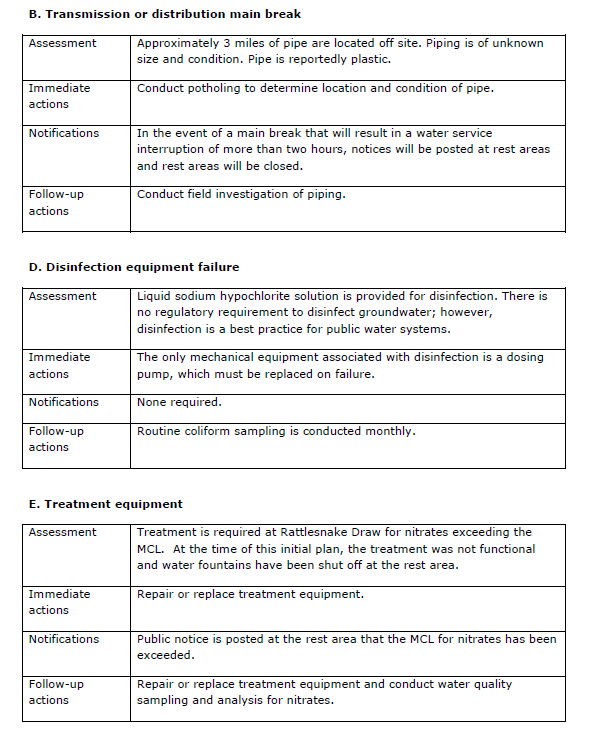 B. Transmission or distribution main break
Assessment
Approximately 3 miles of pipe are located off site. Piping is of unknown
size and condition. Pipe is reportedly plastic.
Immediate
actions
Conduct potholing to determine location and condition of pipe.
Notifications
In the event of a main break that will result in a water service
interruption of more than two hours, notices will be posted at rest areas
and rest areas will be closed.
Follow-up
actions
Conduct field investigation of piping.
D. Disinfection equipment failure
Assessment
Liquid sodium hypochlorite solution is provided for disinfection. There is
no regulatory requirement to disinfect groundwater; however,
disinfection is a best practice for public water systems.
Immediate
actions
The only mechanical equipment associated with disinfection is a dosing
pump, which must be replaced on failure.
Notifications
None required.
Follow-up
actions
Routine coliform sampling is conducted monthly.
E. Treatment equipment
Assessment
Treatment is required at Rattlesnake Draw for nitrates exceeding the
MCL. At the time of this initial plan, the treatment was not functional
and water fountains have been shut off at the rest area.
Immediate
actions
Repair or replace treatment equipment.
Notifications
Public notice is posted at the rest area that the MCL for nitrates has been
exceeded.
Follow-up
actions
Repair or replace treatment equipment and conduct water quality
sampling and analysis for nitrates.